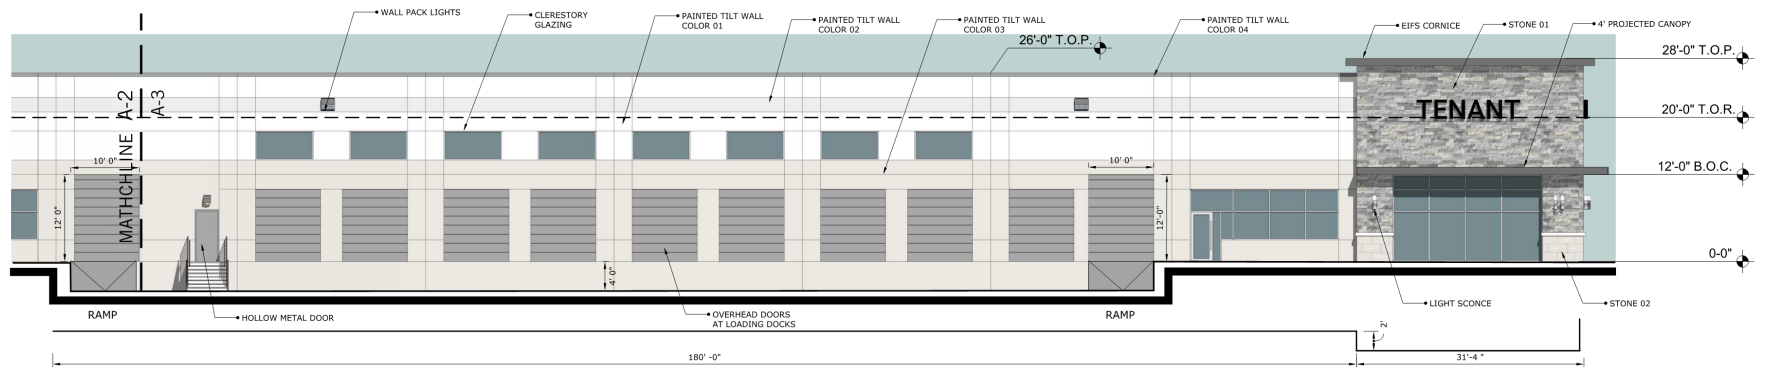 WALL PACK LIGHTS
CLERESTORY
GLAZING
PAINTED TILT WALL
COLOR 01
PAINTED TILT WALL
COLOR 02
PAINTED TILT WALL
COLOR 03
PAINTED TILT WALL
COLOR 04
EIFS CORNICE
STONE 01
4' PROJECTED CANOPY
26'-0" T.O.P.
28'-0" T.O.P.
MATHCHLINE A-2
A-3
TENANT
20'-0" T.O.R.
10' 0"
10' 0"
12'-0" B.O.C.
12' 0"
12'-0"
4' 0"
0-0"
RAMP
HOLLOW METAL DOOR
OVERHEAD DOORS
AT LOADING DOCKS
RAMP
LIGHT SCONCE
STONE 02
2'
180' -0"
31'-4 "